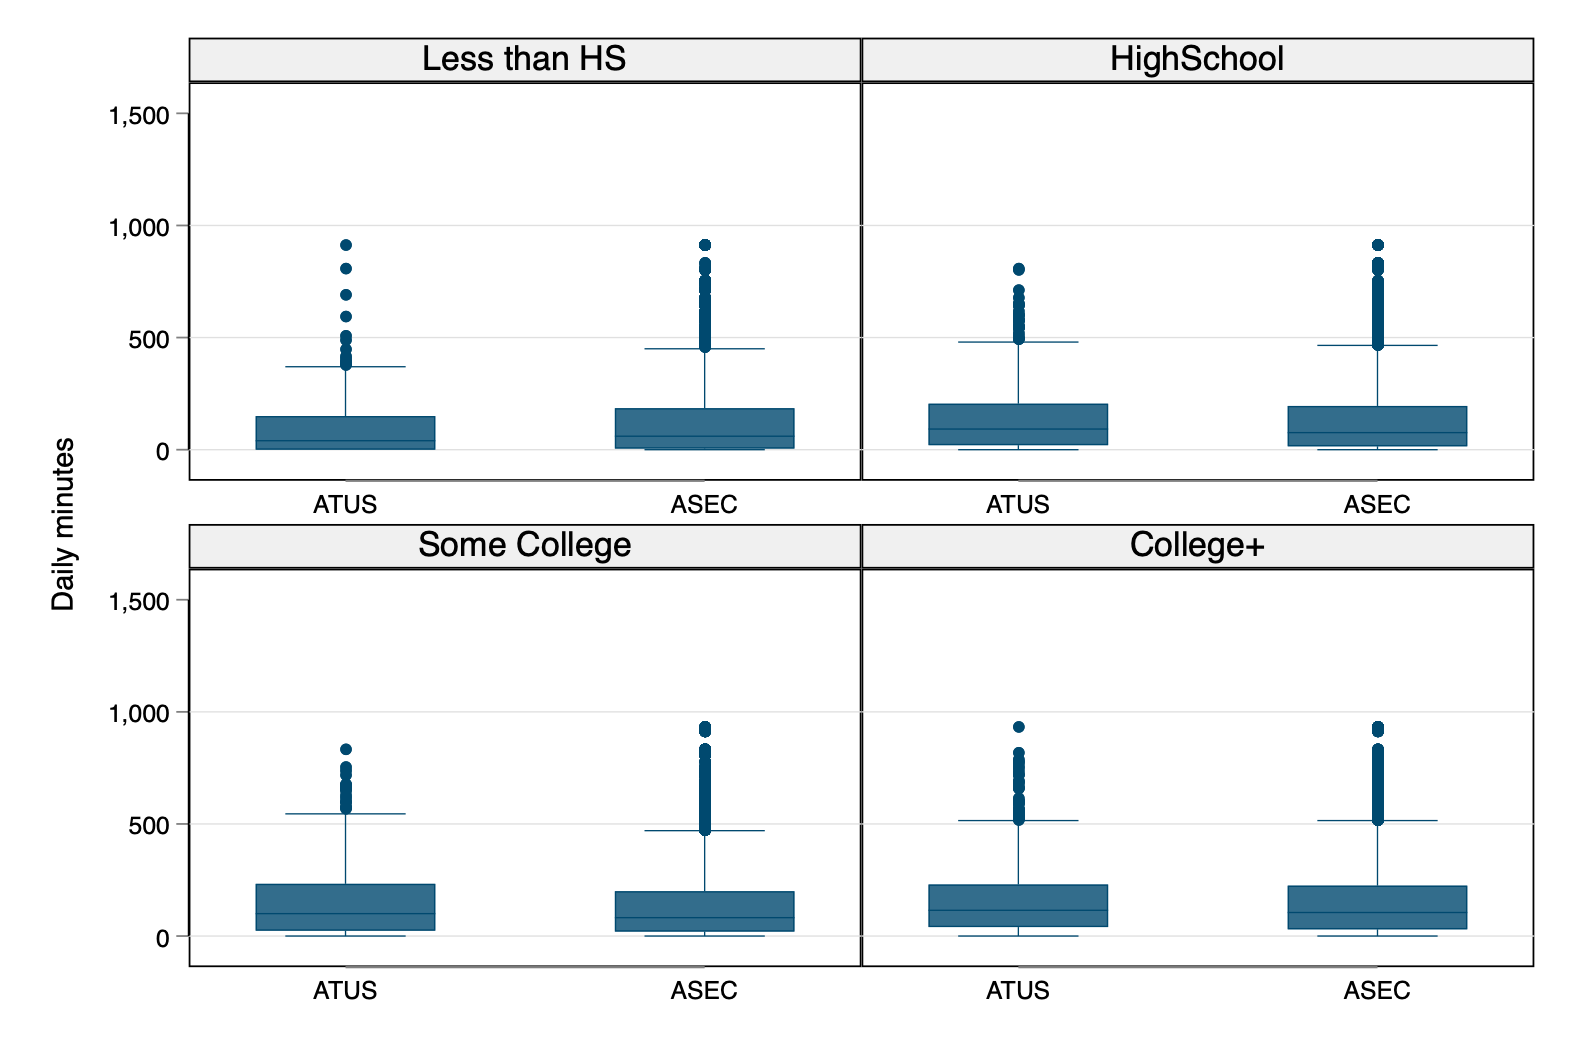 Less than HS
HighSchool
1,500
1,000
500
0
ATUS
ASEC
ATUS
ASEC
Daily minutes
Some College
College+
1,500
1,000
500
0
ATUS
ASEC
ATUS
ASEC